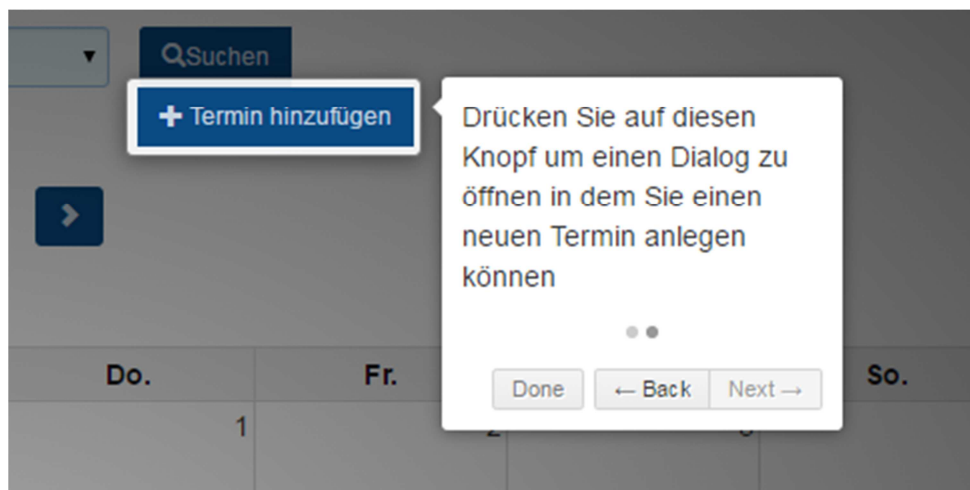 Suchen
Termin hinzufügen
Drücken Sie auf diesen
Knopf um einen Dialog zu
öffnen in dem Sie einen
neuen Termin anlegen
können
Done
← Back
Next →
Do.
Fr.
So.
1